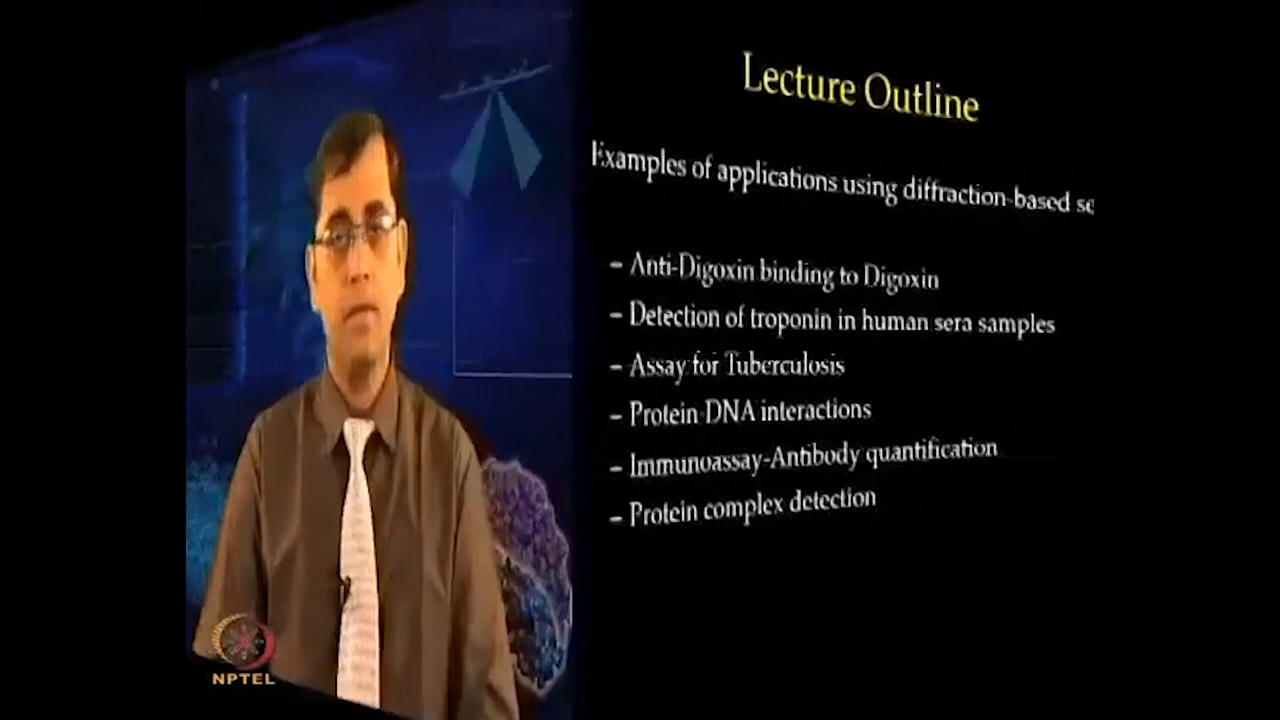 Lecture Outline
Examples of applications using diffraction-based
– Anti-Digoxin binding to Digoxin
– Detection of troponin in human sera samples
– Assay for Tuberculosis
– Protein DNA interactions
– Immunoassay-Antibody quantification
– Protein complex detection
NPTEL